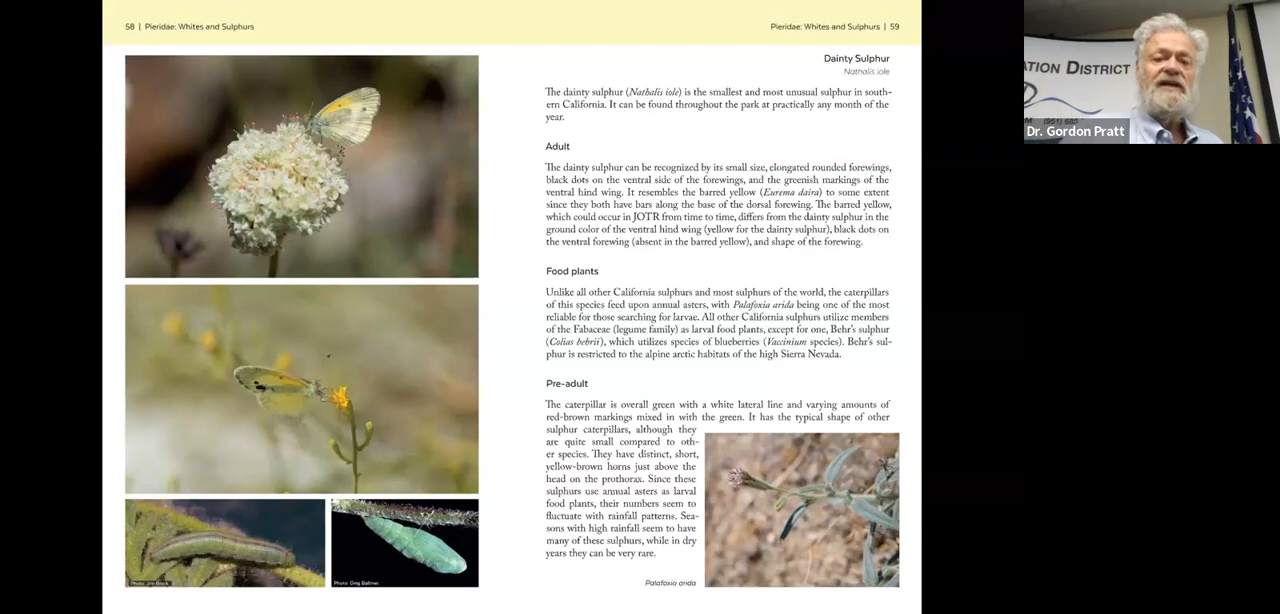 58 | Pieridae: Whites and Sulphurs
Pieridae: Whites and Sulphurs | 59
Dainty Sulphur
Nathalis iole
The dainty sulphur (Nathalis iole) is the smallest and most unusual sulphur in south-
ern California. It can be found throughout the park at practically any month of the
year.
Adult
The dainty sulphur can be recognized by its small size, elongated rounded forewings,
black dots on the ventral side of the forewings, and the greenish markings of the
ventral hind wing. It resembles the barred yellow (Eurema daira) to some extent
since they both have bars along the base of the dorsal forewing. The barred yellow,
which could occur in JOTR from time to time, differs from the dainty sulphur in the
ground color of the ventral hind wing (yellow for the dainty sulphur), black dots on
the ventral forewing (absent in the barred yellow), and shape of the forewing.
Food plants
Unlike all other California sulphurs and most sulphurs of the world, the caterpillars
of this species feed upon annual asters, with Palafoxia arida being one of the most
reliable for those searching for larvae. All other California sulphurs utilize members
of the Fabaceae (legume family) as larval food plants, except for one, Behr's sulphur
(Colias behrii), which utilizes species of blueberries (Vaccinium species). Behr's sul-
phur is restricted to the alpine arctic habitats of the high Sierra Nevada.
Pre-adult
The caterpillar is overall green with a white lateral line and varying amounts of
red-brown markings mixed in with the green. It has the typical shape of other
sulphur caterpillars, although they
are quite small compared to oth-
er species. They have distinct, short,
yellow-brown horns just above the
head on the prothorax. Since these
sulphurs use annual asters as larval
food plants, their numbers seem to
fluctuate with rainfall patterns. Sea-
sons with high rainfall seem to have
many of these sulphurs, while in dry
years they can be very rare.
Palafoxia arida
Photo: Jim Brock
Photo: Greg Ballmer
ATION DISTRICT
(951) 683
Dr. Gordon Pratt